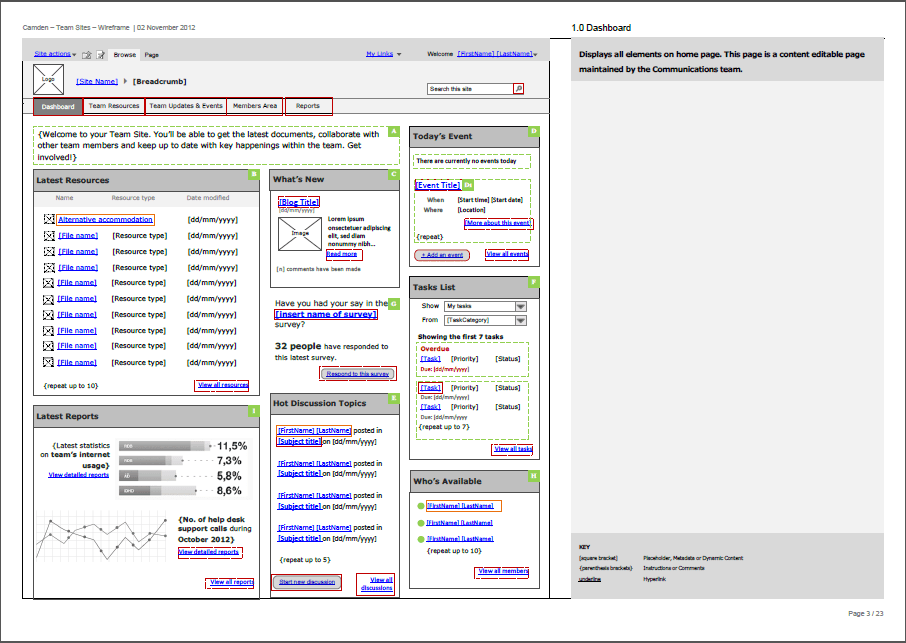 Camden – Team Sites – Wireframe | 02 November 2012
1.0 Dashboard
Displays all elements on home page. This page is a content editable page
maintained by the Communications team.
Site actions
Browse
Page
My Links
Welcome [FirstName] [LastName]
Logo
[Site Name]
[Breadcrumb]
Search this site
Dashboard
Team Resources
Team Updates & Events
Members Area
Reports
{Welcome to your Team Site. You'll be able to get the latest documents, collaborate with
other team members and keep up to date with key happenings within the team. Get
involved!}
A
Latest Resources
B
Name Resource type Date modified
Alternative accommodation [dd/mm/yyyy]
[File name] [Resource type] [dd/mm/yyyy]
[File name] [Resource type] [dd/mm/yyyy]
[File name] [Resource type] [dd/mm/yyyy]
[File name] [Resource type] [dd/mm/yyyy]
[File name] [Resource type] [dd/mm/yyyy]
[File name] [Resource type] [dd/mm/yyyy]
[File name] [Resource type] [dd/mm/yyyy]
[File name] [Resource type] [dd/mm/yyyy]
[File name] [Resource type] [dd/mm/yyyy]
{repeat up to 10}
View all resources
Latest Reports
I
{Latest statistics
on team's internet
usage}
View detailed reports
11,5%
7,3%
AD
5,8%
8,6%
{No. of help desk
support calls during
October 2012}
View detailed reports
View all reports
What's New
C
[Blog Title]
[dd/mm/yyyy]
Image
Lorem ipsum
onsectetuer adipiscing
elit, sed diam
nonummy nibh...
Read more
[n] comments have been made
Have you had your say in the
G
[insert name of survey]
survey?
32 people have responded to
this latest survey.
Respond to this survey
Hot Discussion Topics
E
[FirstName] [LastName] posted in
[Subject title] on [dd/mm/yyyy]
[FirstName] [LastName] posted in
[Subject title] on [dd/mm/yyyy]
[FirstName] [LastName] posted in
[Subject title] on [dd/mm/yyyy]
[FirstName] [LastName] posted in
[Subject title] on [dd/mm/yyyy]
{repeat up to 5}
Start new discussion
View all
discussions
Today's Event
D
There are currently no events today
[Event Title]
When [Start time] [Start date]
Where [Location]
[More about this event]
{repeat}
+ Add an event
View all events
Tasks List
F
Show My tasks
From [TaskCategory]
Showing the first 7 tasks
Overdue
[Task] [Priority] [Status]
Due: [dd/mm/yyyy]
[Task] [Priority] [Status]
Due: [dd/mm/yyyy]
[Task] [Priority] [Status]
Due: [dd/mm/yyyy
{repeat up to 7}
View all tasks
Who's Available
H
[FirstName] [LastName]
[FirstName] [LastName]
[FirstName] [LastName]
{repeat up to 10}
View all members
KEY
[square bracket] Placeholder, Metadata or Dynamic Content
{parenthesis brackets} Instructions or Comments
underline Hyperlink
Page 3 / 23